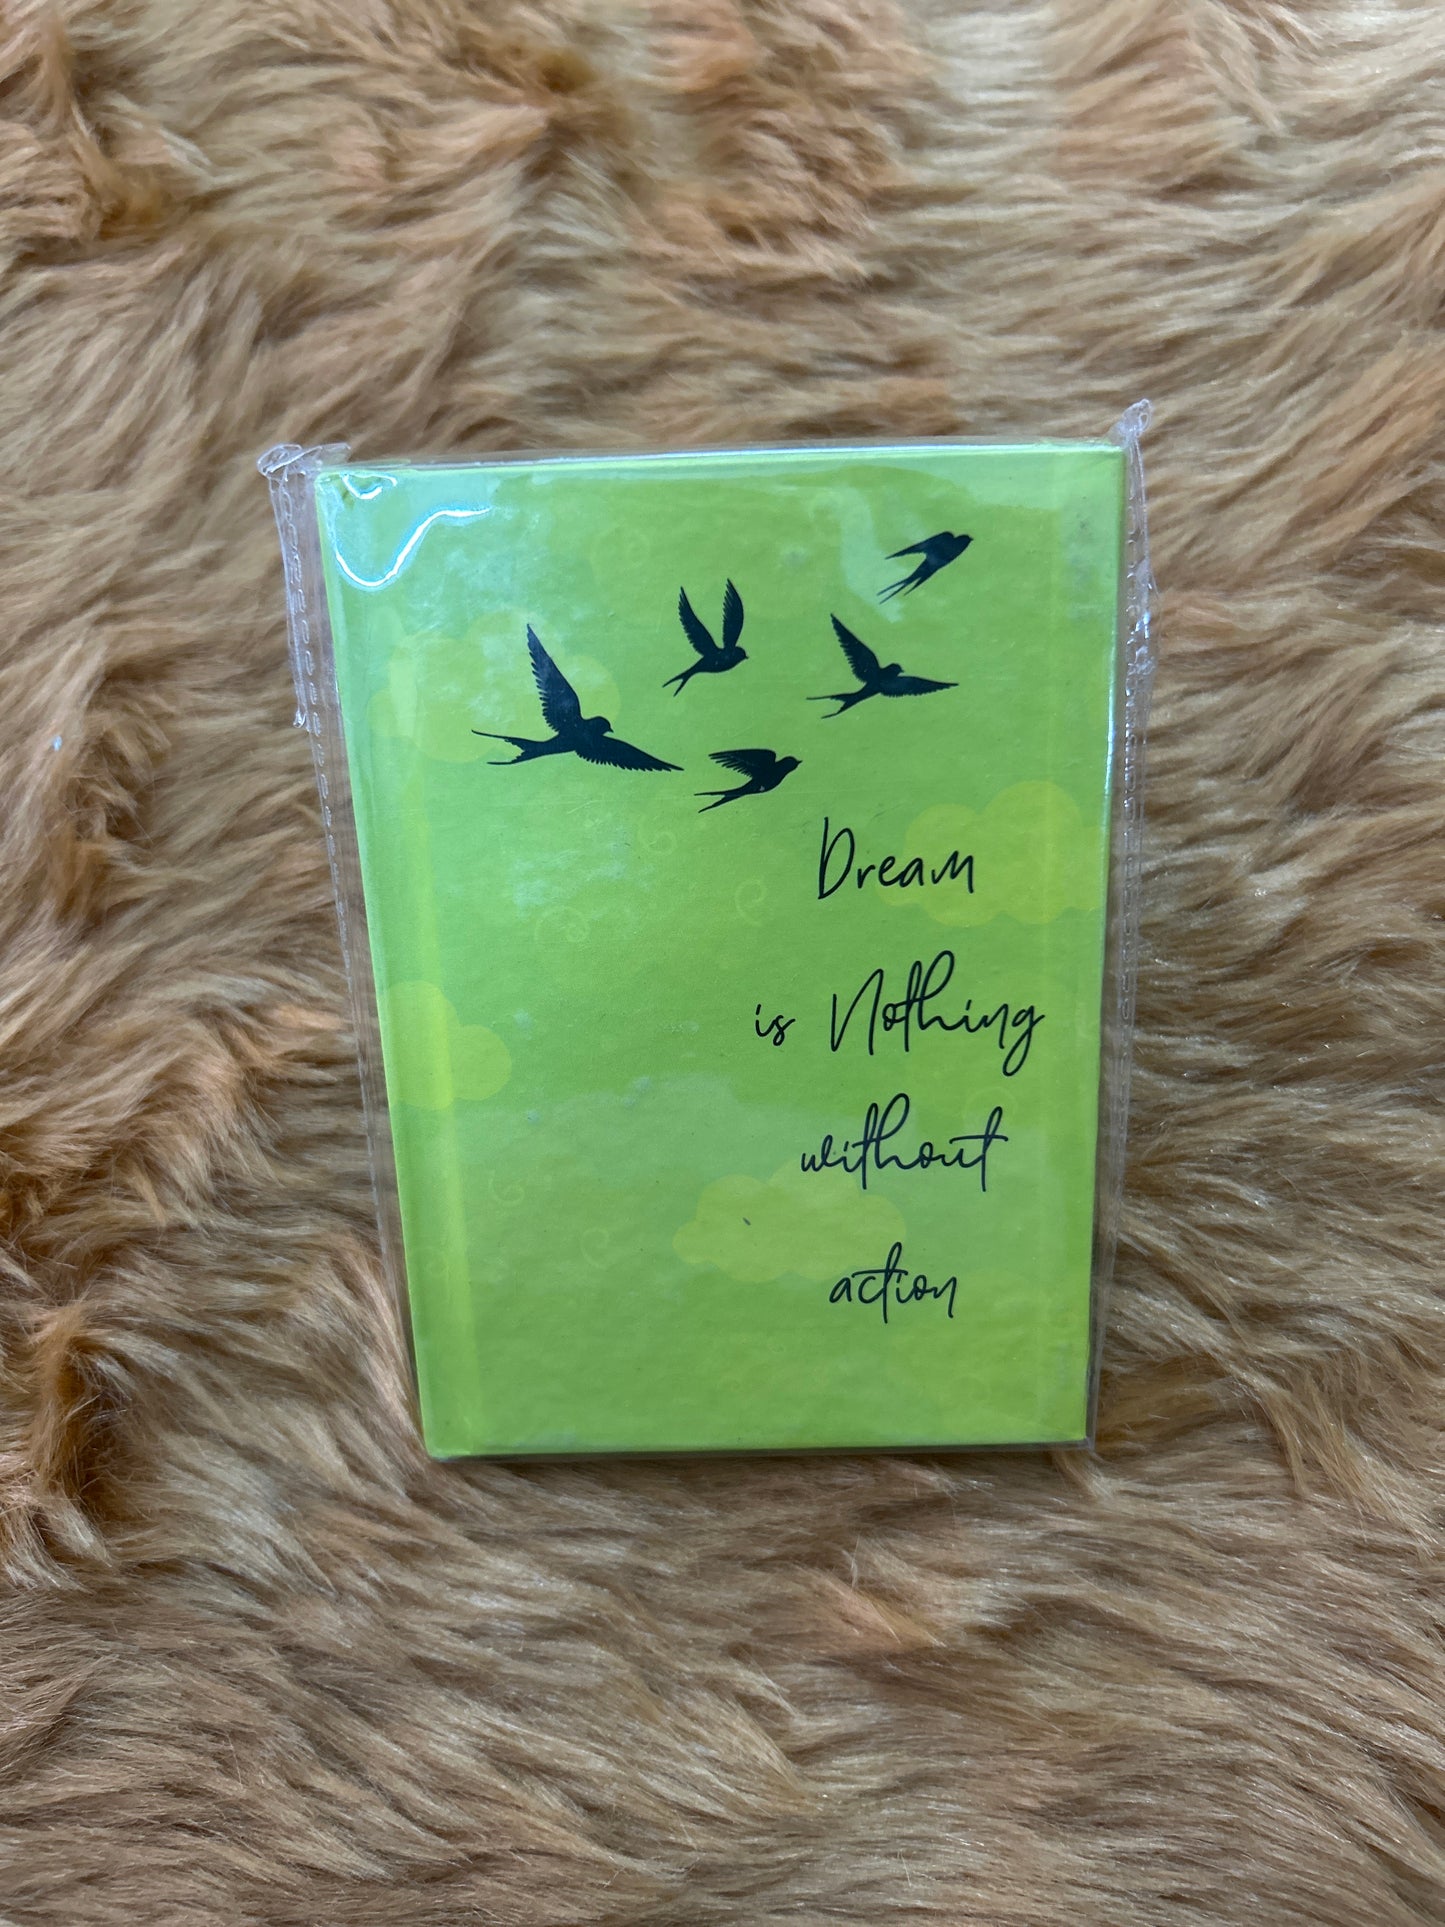 Dream
is Nothing
without
action